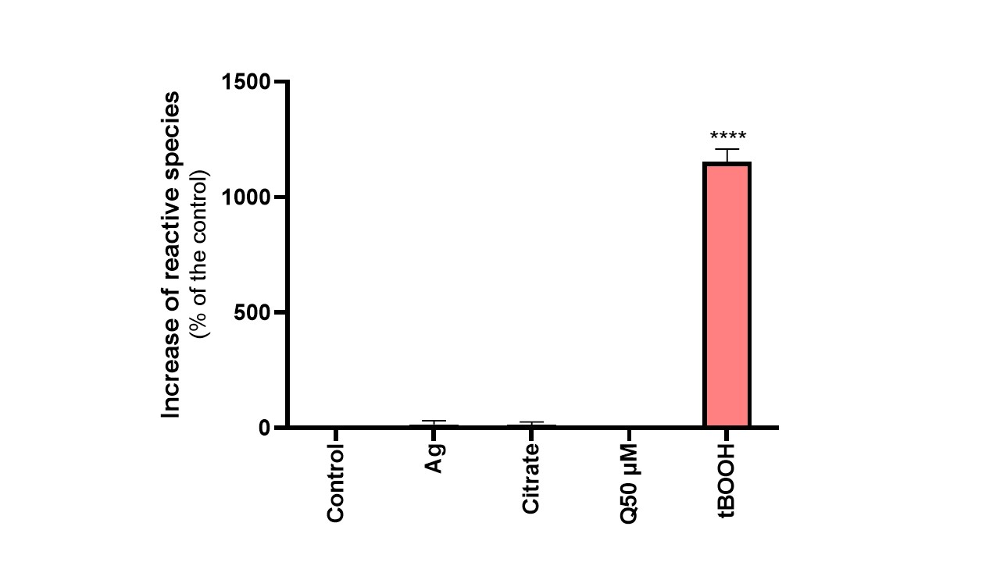 Increase of reactive species
(% of the control)
1500
1000
500
0
****
Control
Ag
Citrate
Q50 µM
tBOOH